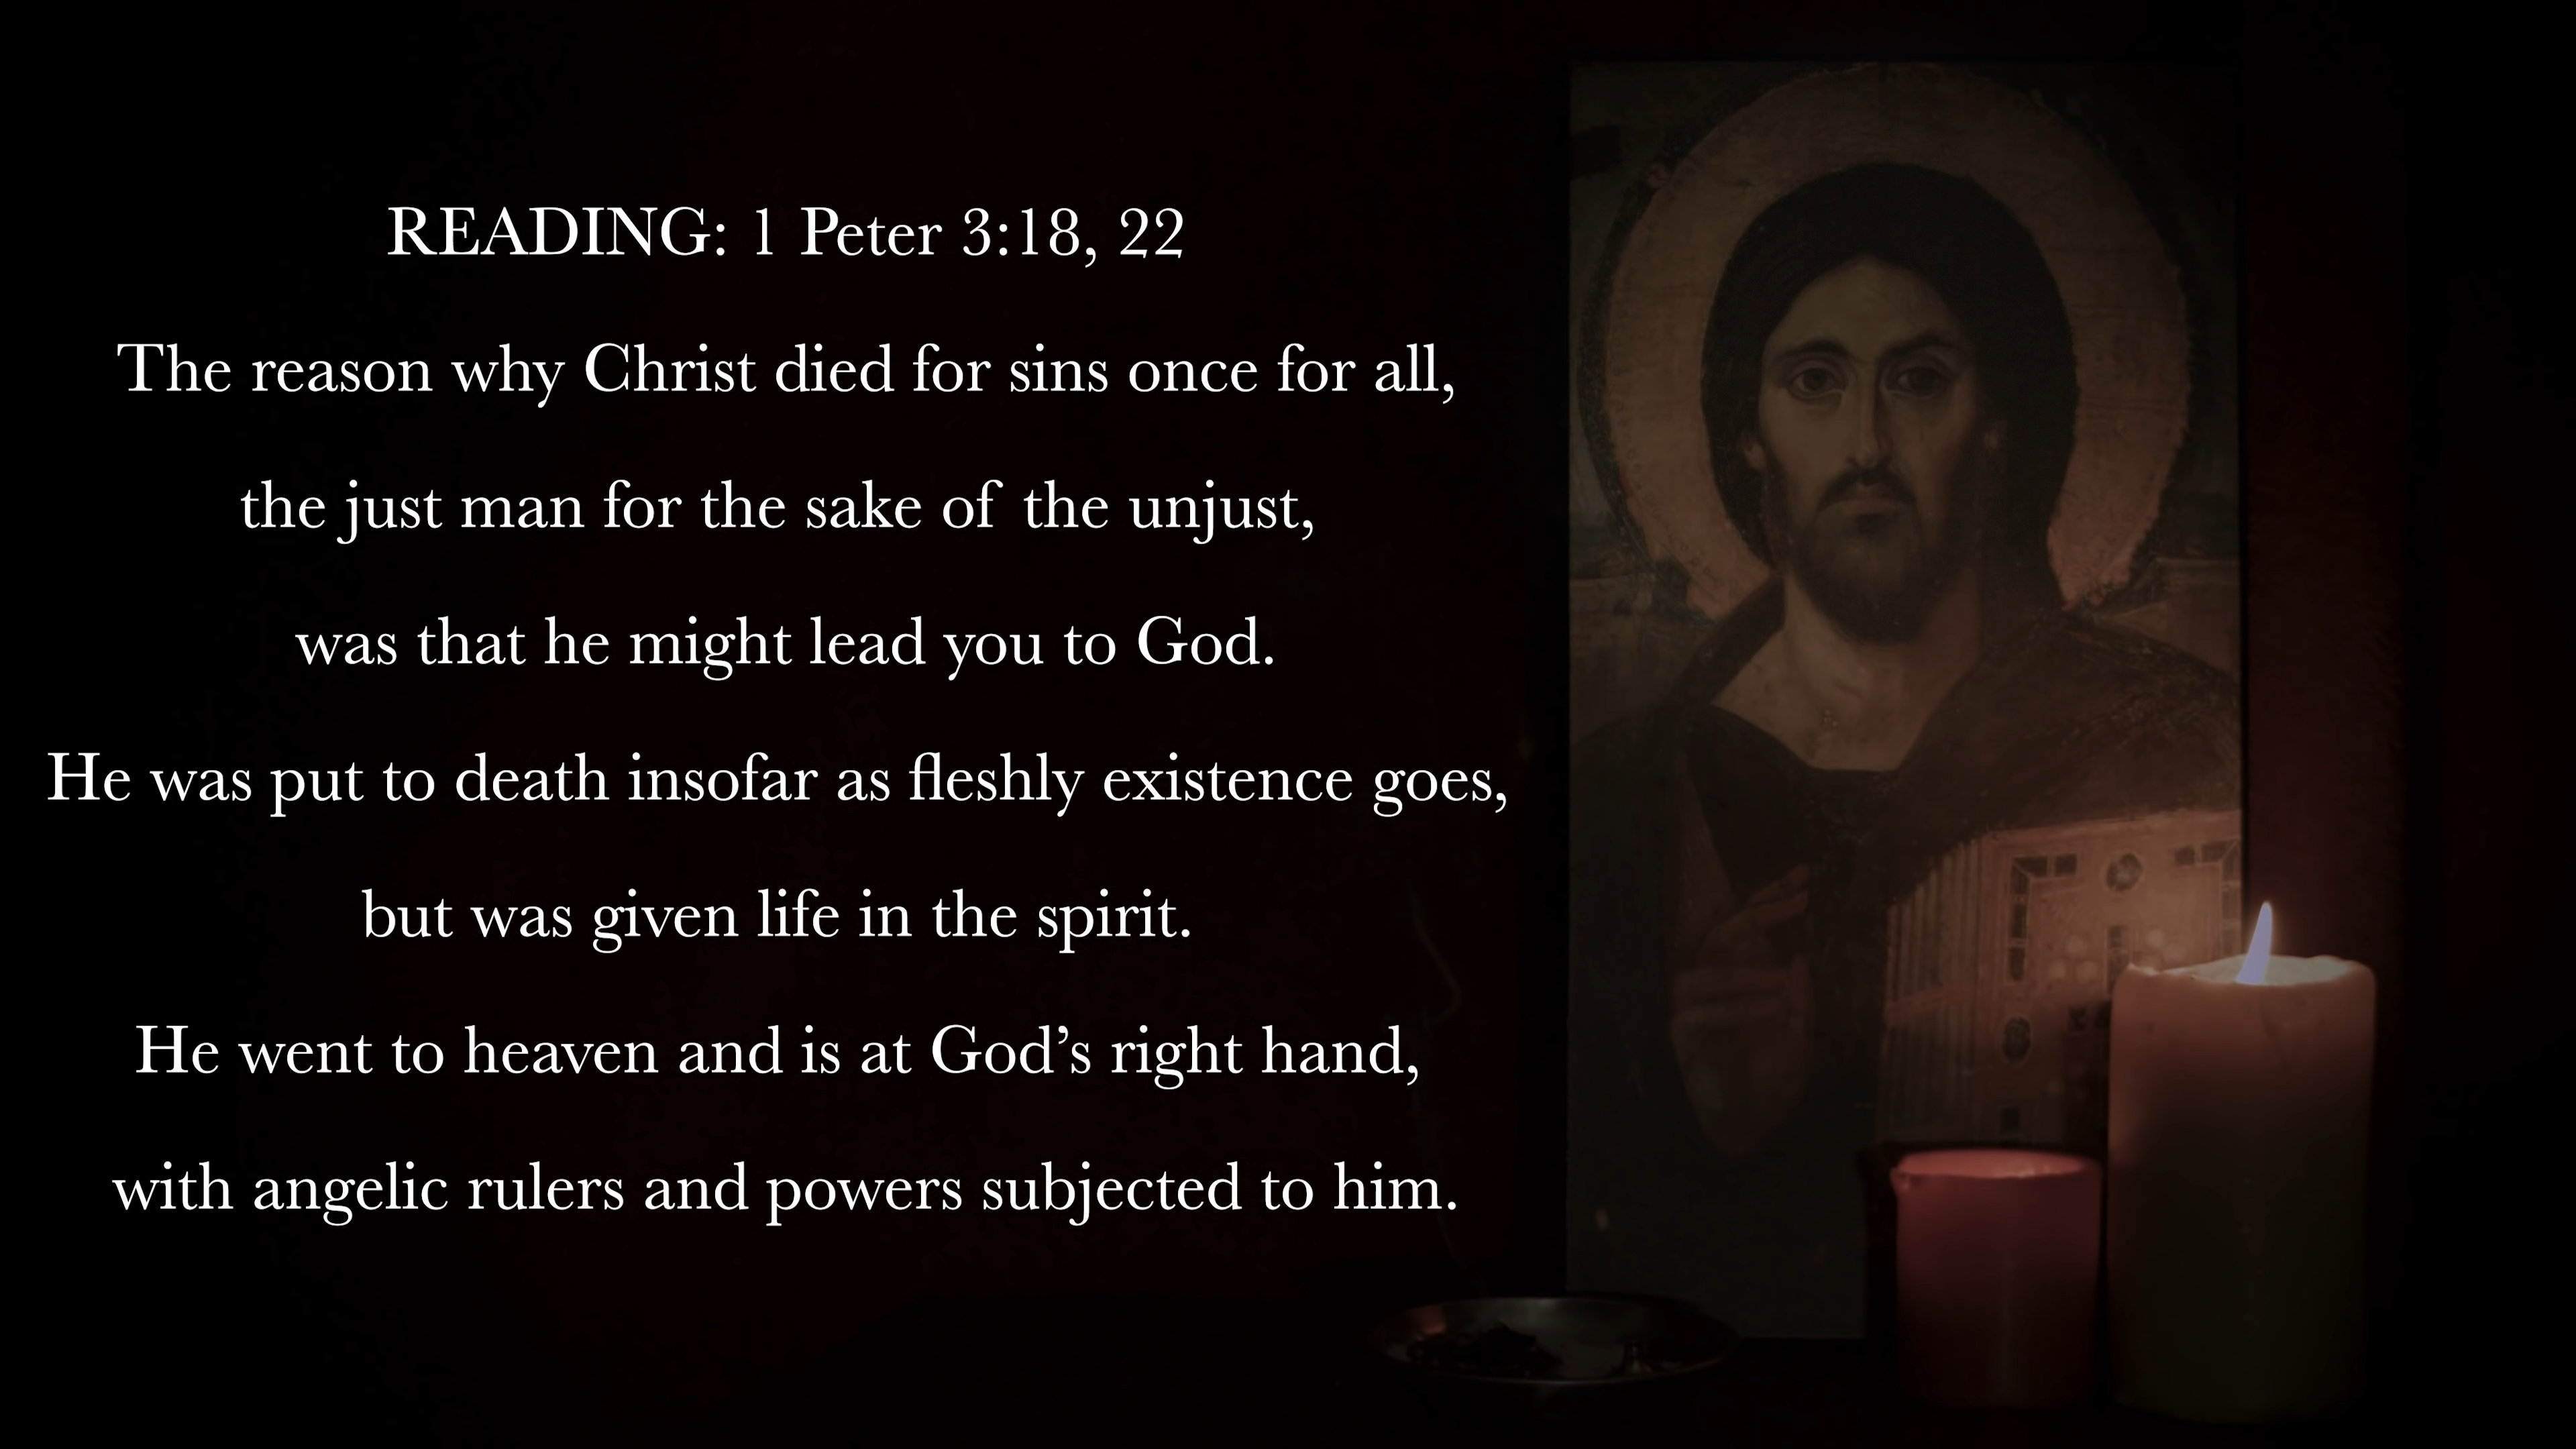 READING: 1 Peter 3:18, 22
The reason why Christ died for sins once for all,
the just man for the sake of the unjust,
was that he might lead you to God.
He was put to death insofar as fleshly existence goes,
but was given life in the spirit.
He went to heaven and is at God’s right hand,
with angelic rulers and powers subjected to him.